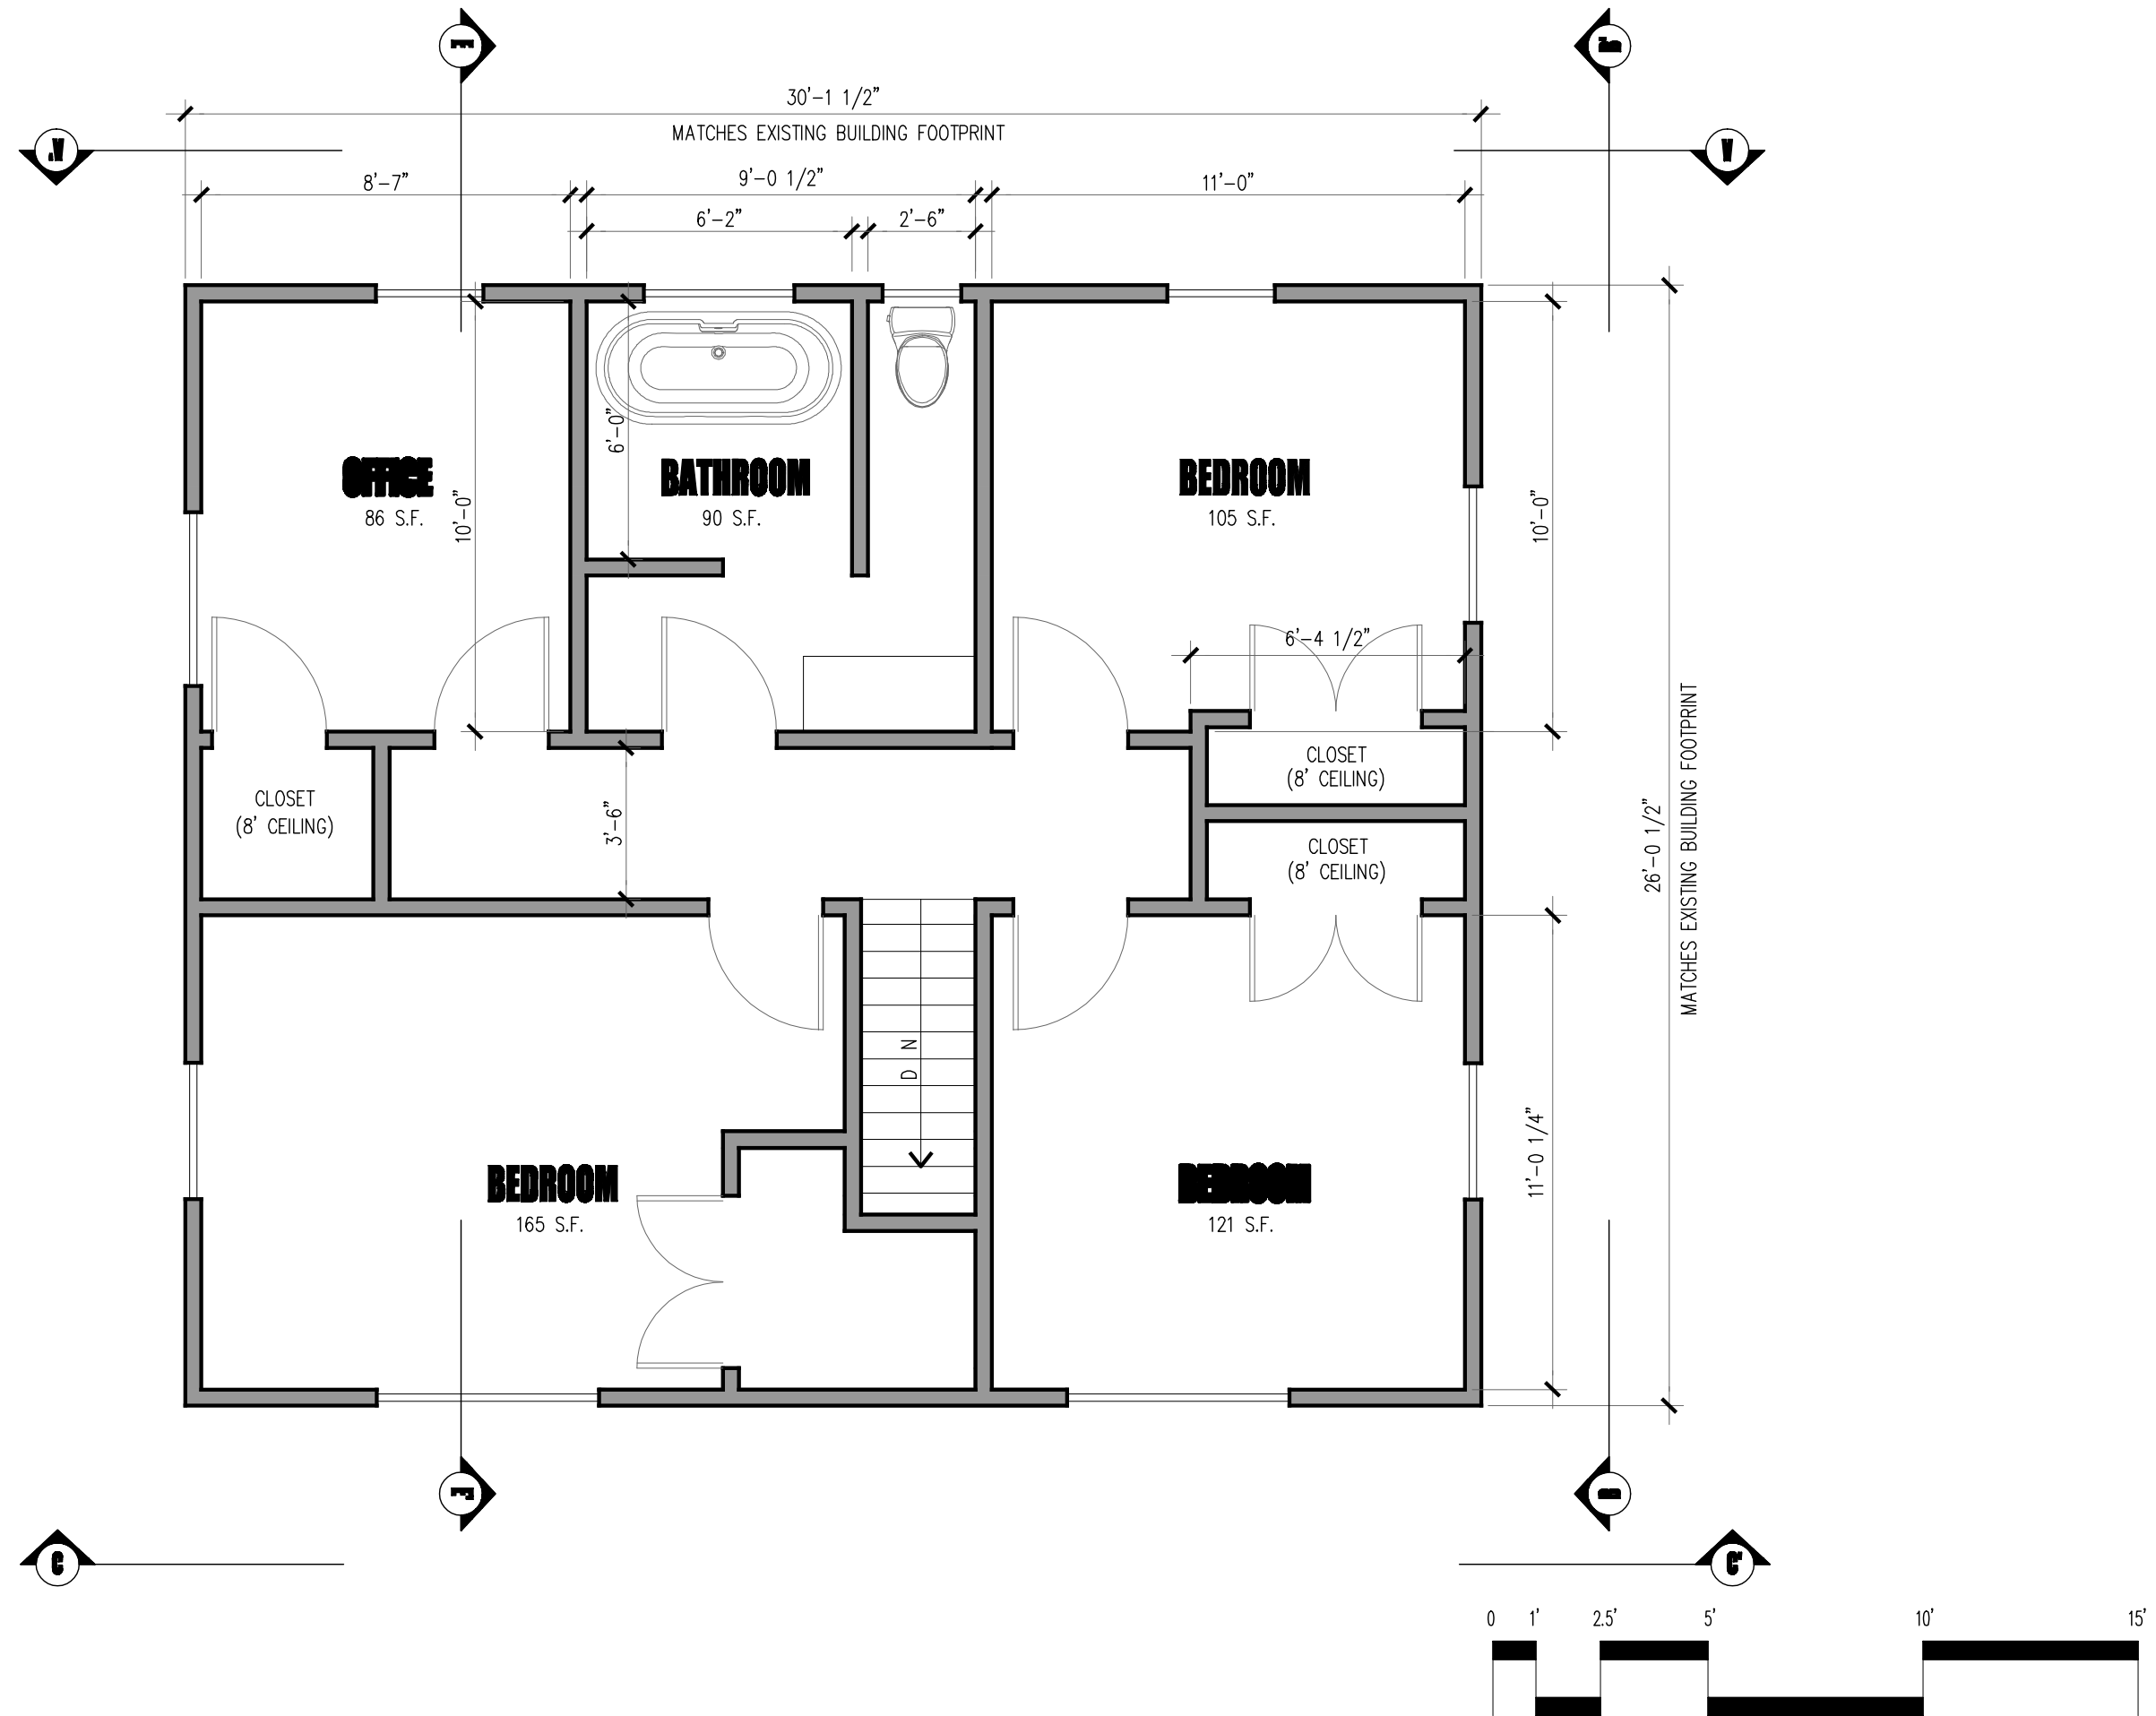 30'-1 1/2"
MATCHES EXISTING BUILDING FOOTPRINT
8'-7"
9'-0 1/2"
11'-0"
6'-2"
2'-6"
OFFICE
86 S.F.
10'-0"
6'-0"
BATHROOM
90 S.F.
BEDROOM
105 S.F.
10'-0"
6'-4 1/2"
CLOSET
(8' CEILING)
3'-6"
CLOSET
(8' CEILING)
CLOSET
(8' CEILING)
26'-0 1/2"
MATCHES EXISTING BUILDING FOOTPRINT
DN
BEDROOM
165 S.F.
BEDROOM
121 S.F.
11'-0 1/4"
C
C'
0 1' 2.5' 5' 10' 15'